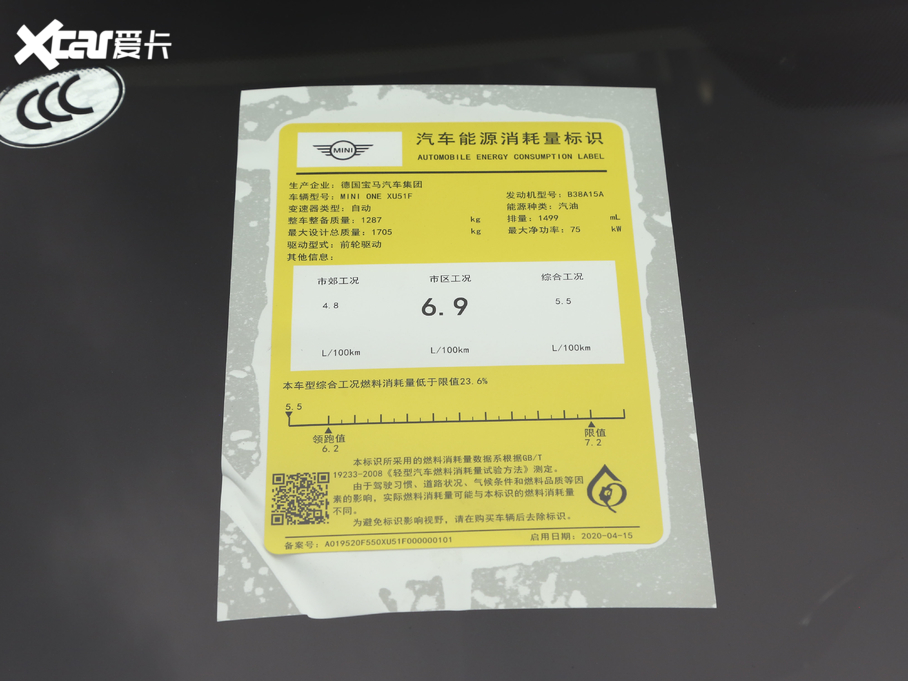 Xcar爱卡
CCC
MINI
汽车能源消耗量标识
AUTOMOBILE ENERGY CONSUMPTION LABEL
生产企业：德国宝马汽车集团
车辆型号：MINI ONE XU51F
发动机型号：B38A15A
变速器类型：自动
能源种类：汽油
整车整备质量：1287 kg
排量：1499 mL
最大设计总质量：1705 kg
最大净功率：75 kW
驱动型式：前轮驱动
其他信息：
市郊工况 市区工况 综合工况
4.8 6.9 5.5
L/100km L/100km L/100km
本车型综合工况燃料消耗量低于限值23.6%
5.5
领跑值 限值
6.2 7.2
本标识所采用的燃料消耗量数据系根据GB/T
19233-2008《轻型汽车燃料消耗量试验方法》测定。
由于驾驶习惯、道路状况、气候条件和燃料品质等因
素的影响，实际燃料消耗量可能与本标识的燃料消耗量
不同。
为避免标识影响视野，请在购买车辆后去除标识。
备案号：A019S20F550XU51F000000101 启用日期：2020-04-15